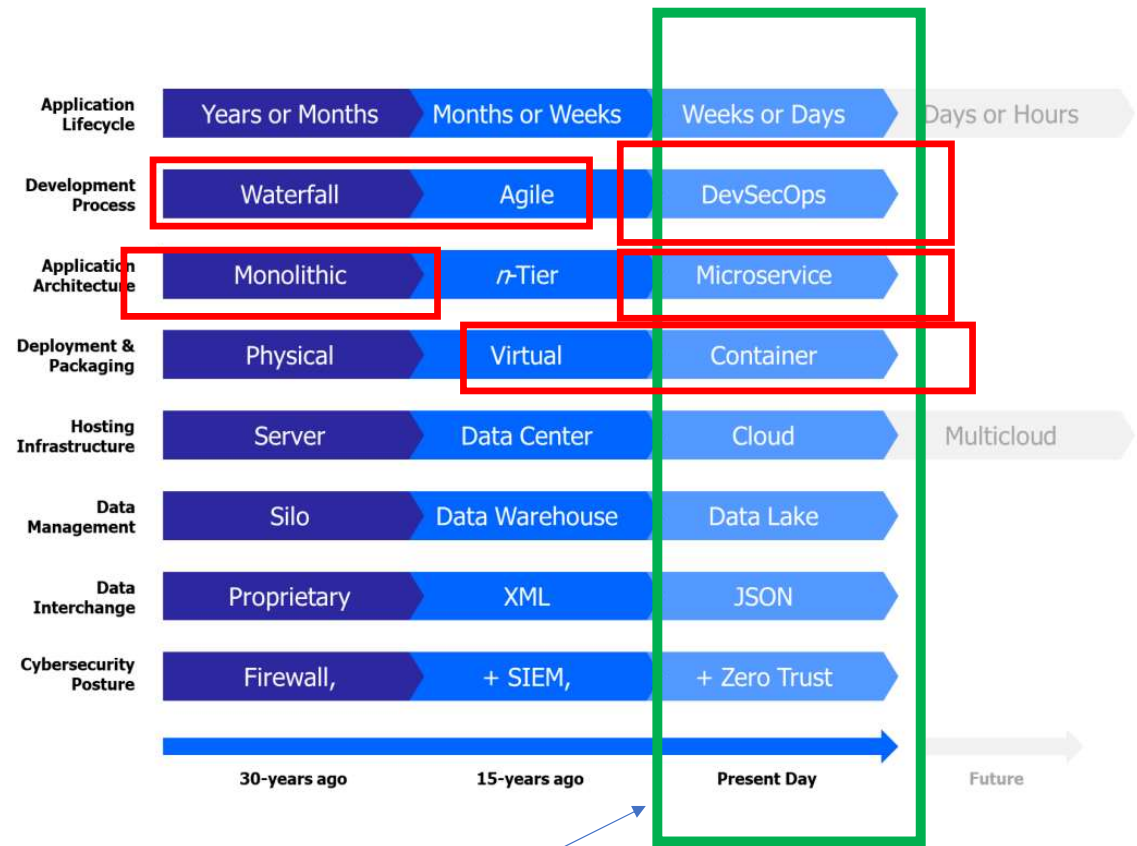 Application
Lifecycle
Years or Months
Months or Weeks
Weeks or Days
Days or Hours
Development
Process
Waterfall
Agile
DevSecOps
Application
Architecture
Monolithic
n-Tier
Microservice
Deployment &
Packaging
Physical
Virtual
Container
Hosting
Infrastructure
Server
Data Center
Cloud
Multicloud
Data
Management
Silo
Data Warehouse
Data Lake
Data
Interchange
Proprietary
XML
JSON
Cybersecurity
Posture
Firewall,
+ SIEM,
+ Zero Trust
30-years ago
15-years ago
Present Day
Future